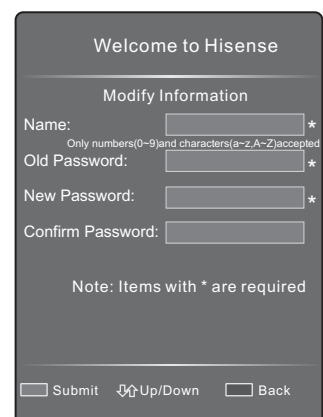 Welcome to Hisense
Modify Information
Name: *
Only numbers(0~9)and characters(a~z,A~Z)accepted
Old Password: *
New Password: *
Confirm Password:
Note: Items with * are required
Submit Up/Down Back